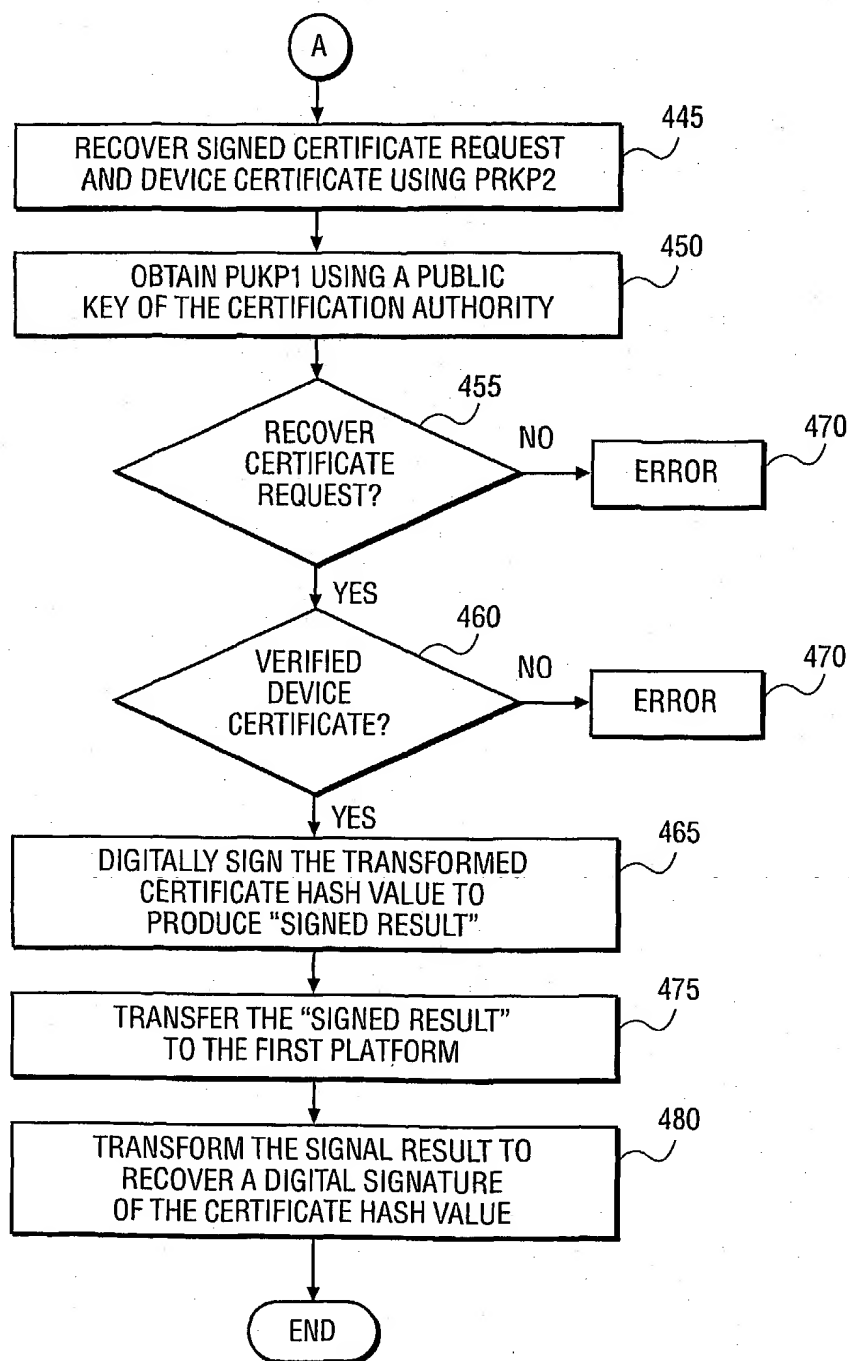 A
RECOVER SIGNED CERTIFICATE REQUEST
AND DEVICE CERTIFICATE USING PRKP2
445
OBTAIN PUKP1 USING A PUBLIC
KEY OF THE CERTIFICATION AUTHORITY
450
RECOVER
CERTIFICATE
REQUEST?
455
NO
ERROR
470
YES
VERIFIED
DEVICE
CERTIFICATE?
460
NO
ERROR
470
YES
DIGITALLY SIGN THE TRANSFORMED
CERTIFICATE HASH VALUE TO
PRODUCE “SIGNED RESULT”
465
TRANSFER THE “SIGNED RESULT”
TO THE FIRST PLATFORM
475
TRANSFORM THE SIGNAL RESULT TO
RECOVER A DIGITAL SIGNATURE
OF THE CERTIFICATE HASH VALUE
480
END